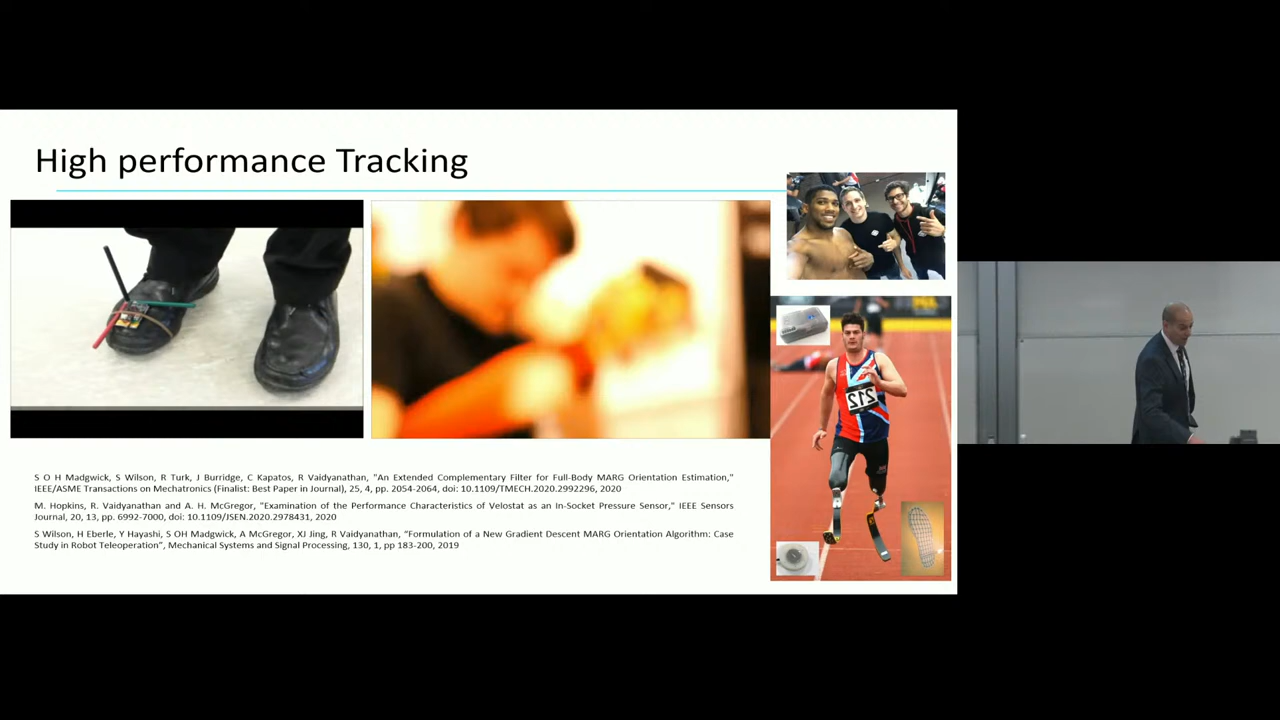 High performance Tracking
S O H Madgwick, S Wilson, R Turk, J Burridge, C Kapatos, R Vaidyanathan, "An Extended Complementary Filter for Full-Body MARG Orientation Estimation,"
IEEE/ASME Transactions on Mechatronics (Finalist: Best Paper in Journal), 25, 4, pp. 2054-2064, doi: 10.1109/TMECH.2020.2992296, 2020
M. Hopkins, R. Vaidyanathan and A. H. McGregor, "Examination of the Performance Characteristics of Velostat as an In-Socket Pressure Sensor," IEEE Sensors
Journal, 20, 13, pp. 6992-7000, doi: 10.1109/JSEN.2020.2978431, 2020
S Wilson, H Eberle, Y Hayashi, S OH Madgwick, A McGregor, XJ Jing, R Vaidyanathan, "Formulation of a New Gradient Descent MARG Orientation Algorithm: Case
Study in Robot Teleoperation", Mechanical Systems and Signal Processing, 130, 1, pp 183-200, 2019
212